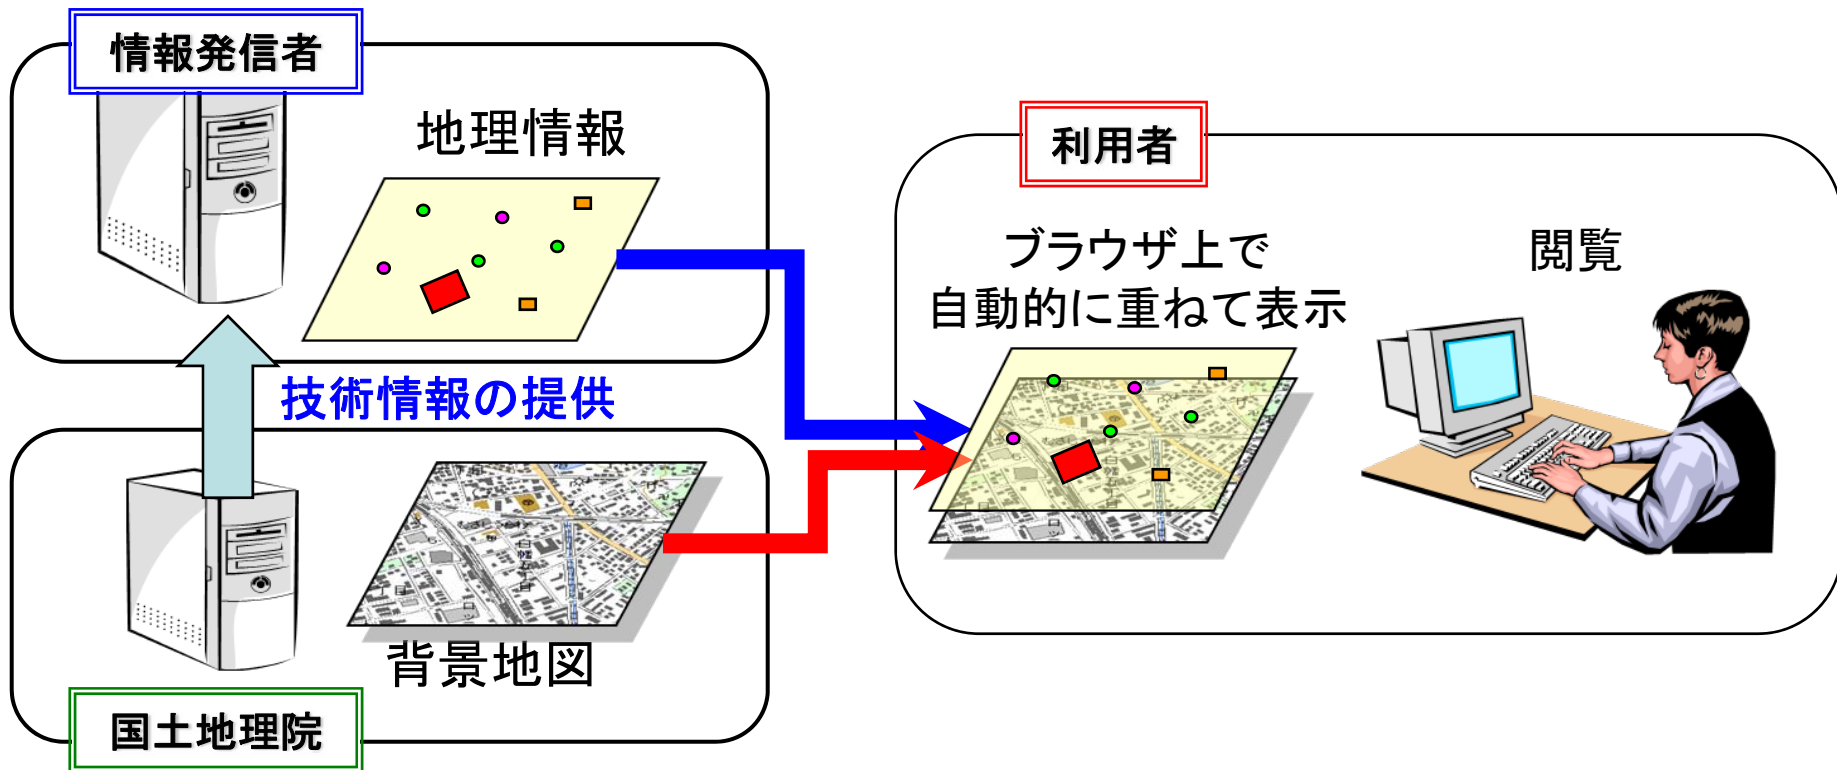 情報発信者
地理情報
技術情報の提供
背景地図
国土地理院
利用者
ブラウザ上で
自動的に重ねて表示
閲覧